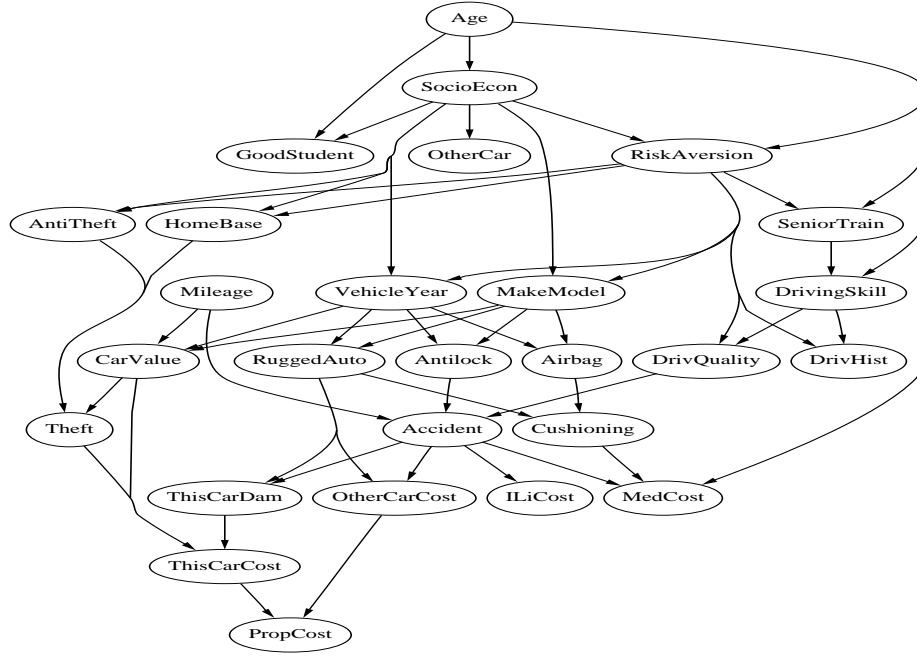 Age
SocioEcon
GoodStudent
OtherCar
RiskAversion
AntiTheft
HomeBase
SeniorTrain
Mileage
VehicleYear
MakeModel
DrivingSkill
CarValue
RuggedAuto
Antilock
Airbag
DrivQuality
DrivHist
Theft
Accident
Cushioning
ThisCarDam
OtherCarCost
ILiCost
MedCost
ThisCarCost
PropCost